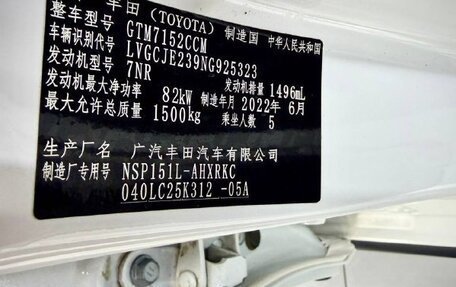 丰田 (TOYOTA) 制造国 中华人民共和国
整车型号 GTM7152CCM
车辆识别代号 LVGCJE239NG925323
发动机型号 7NR 发动机排量 1496mL
发动机最大净功率 82kW 制造年月 2022年 6月
最大允许总质量 1500kg 乘坐人数 5
生产厂名 广汽丰田汽车有限公司
制造厂专用号 NSP151L-AHXRKC
040LC25K312 -05A